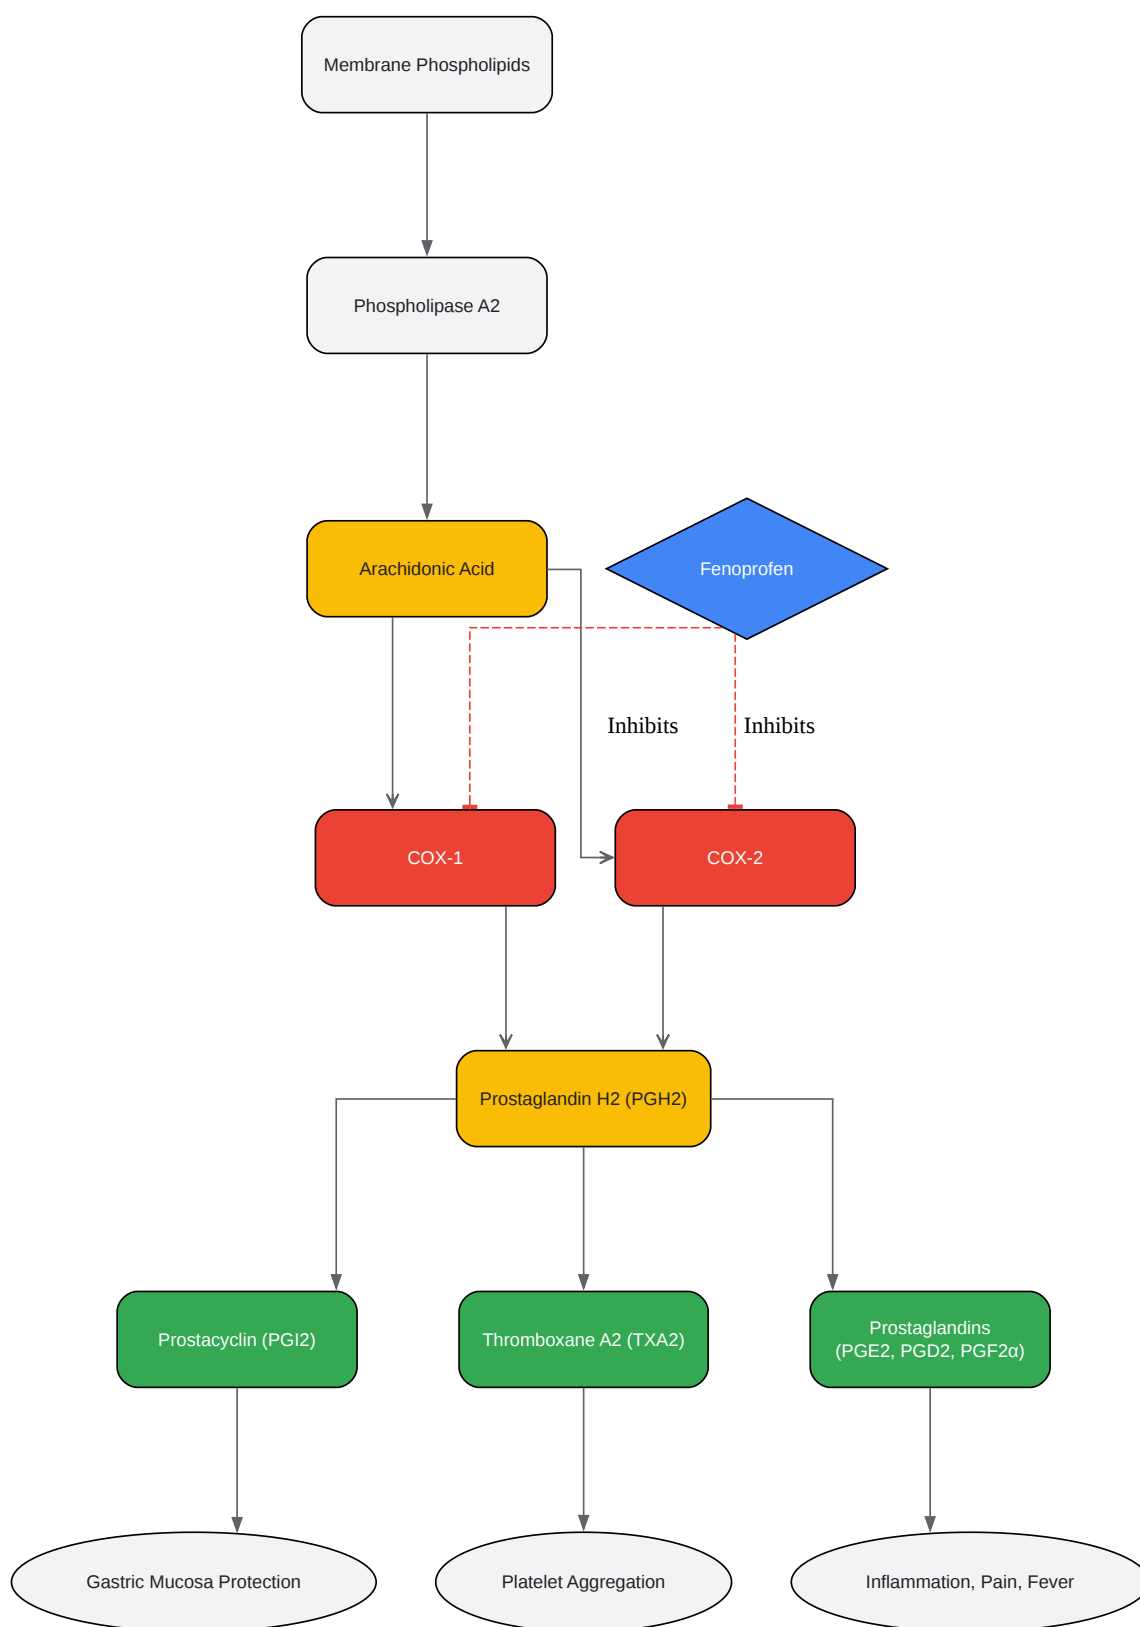 Membrane Phospholipids
Phospholipase A2
Arachidonic Acid
Fenoprofen
Inhibits
Inhibits
COX-1
COX-2
Prostaglandin H2 (PGH2)
Prostacyclin (PGI2)
Thromboxane A2 (TXA2)
Prostaglandins
(PGE2, PGD2, PGF2α)
Gastric Mucosa Protection
Platelet Aggregation
Inflammation, Pain, Fever